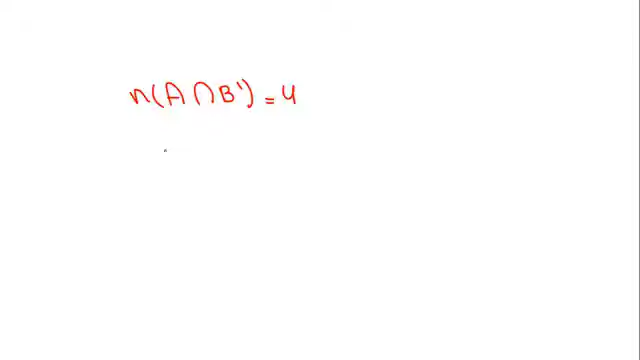 n(A ∩ B') = 4